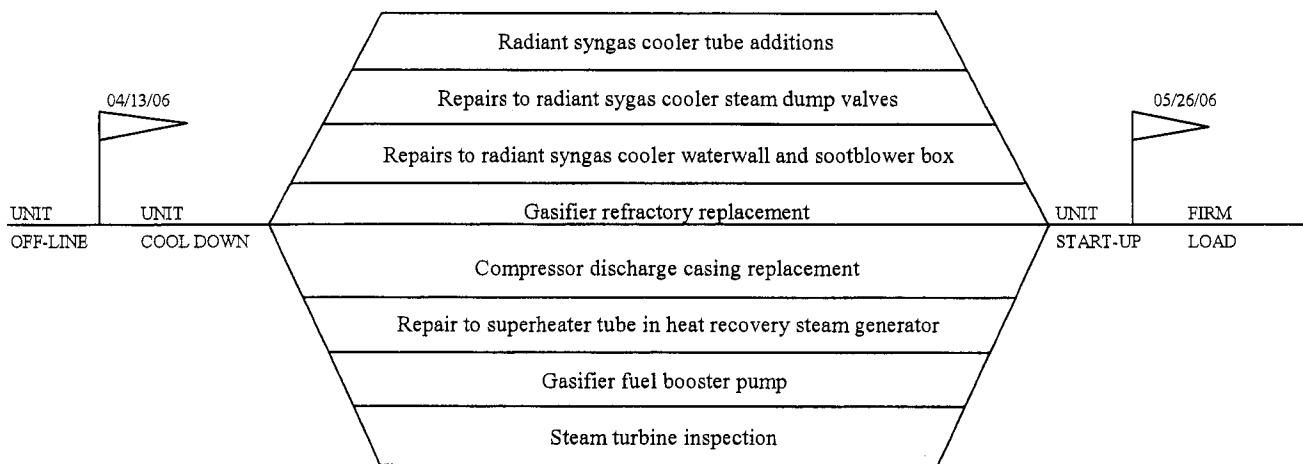 Radiant syngas cooler tube additions
04/13/06
Repairs to radiant sygas cooler steam dump valves
05/26/06
Repairs to radiant syngas cooler waterwall and sootblower box
UNIT UNIT Gasifier refractory replacement UNIT FIRM
OFF-LINE COOL DOWN START-UP LOAD
Compressor discharge casing replacement
Repair to superheater tube in heat recovery steam generator
Gasifier fuel booster pump
Steam turbine inspection